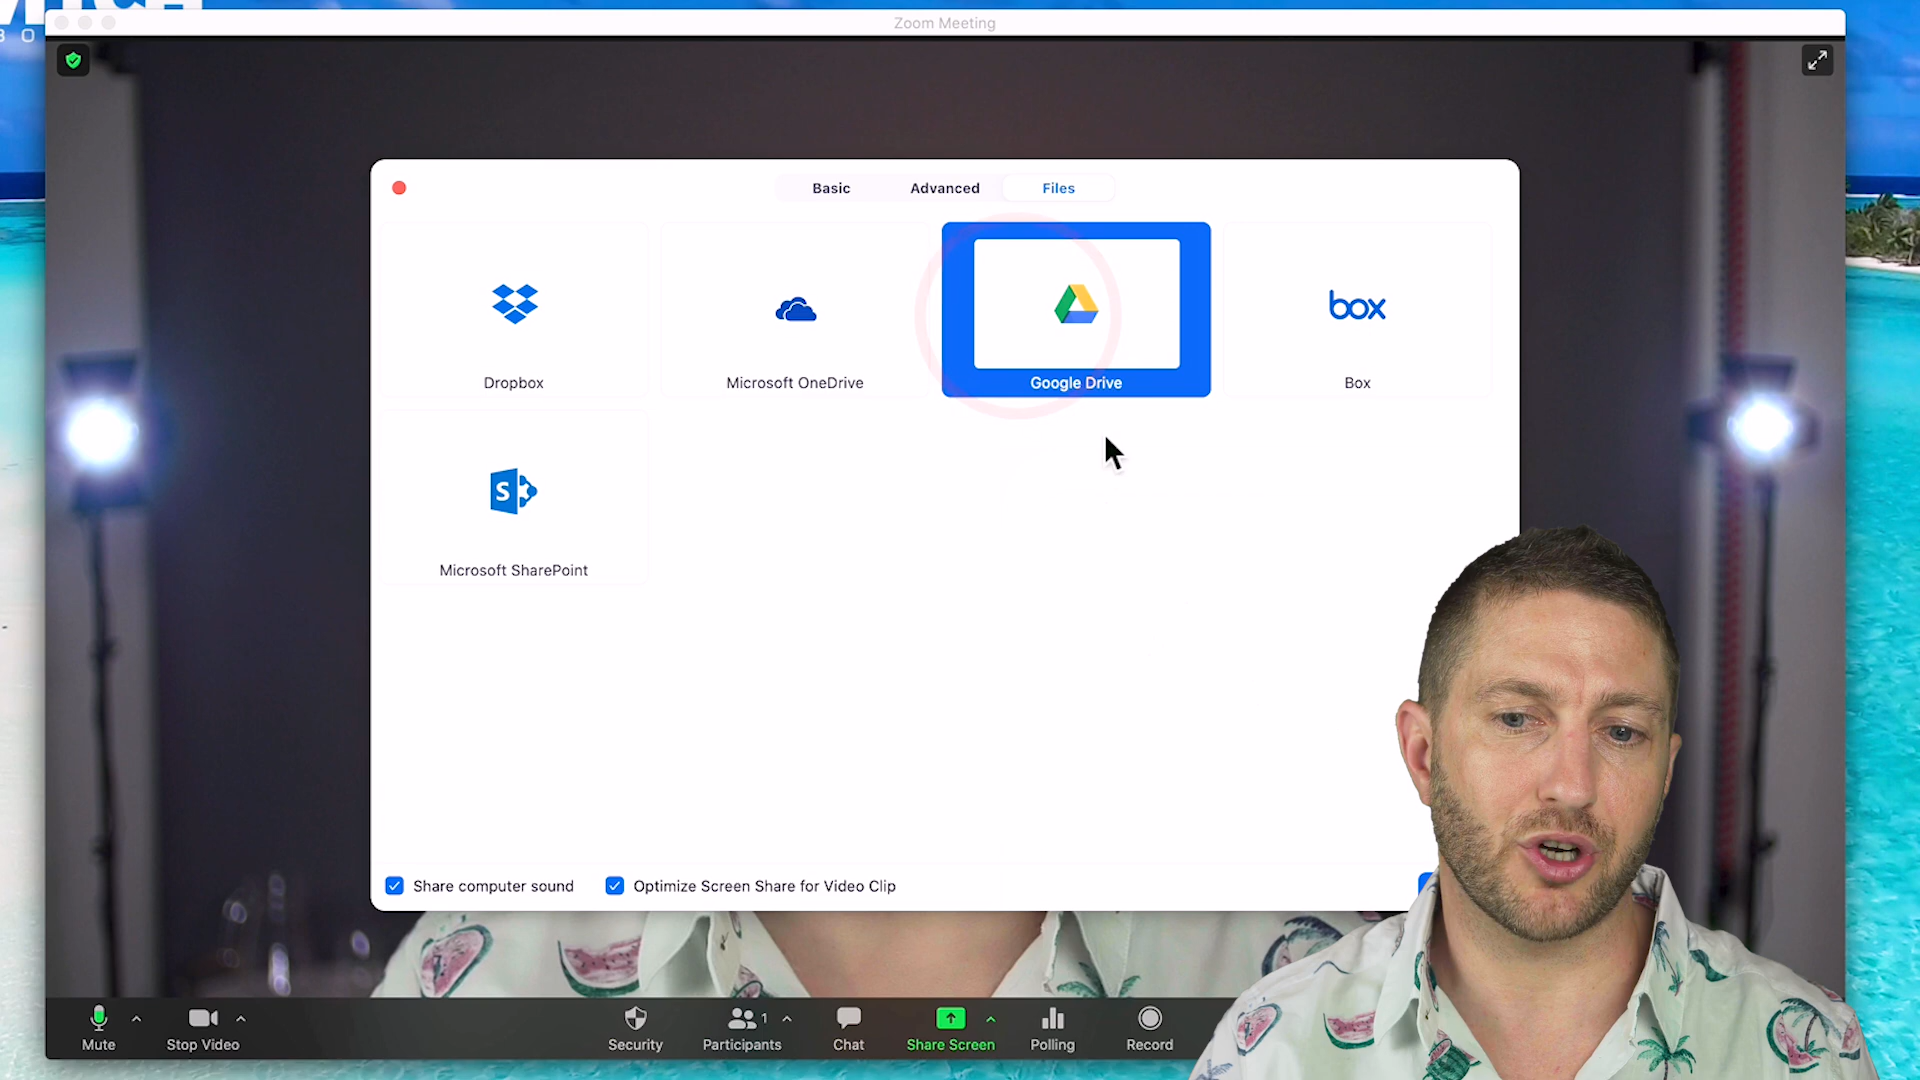 Zoom Meeting
Basic
Advanced
Files
Dropbox
Microsoft OneDrive
Google Drive
box
Box
S
Microsoft SharePoint
Share computer sound
Optimize Screen Share for Video Clip
Mute
Stop Video
Security
1
Participants
Chat
Share Screen
Polling
Record